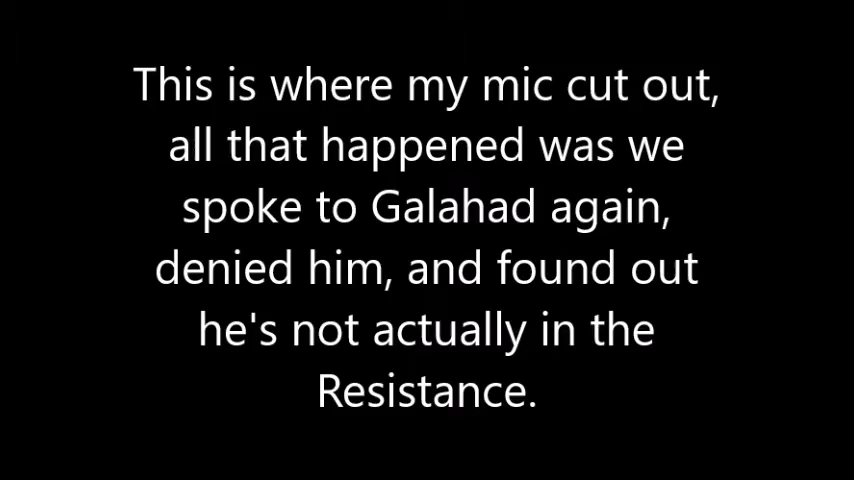 This is where my mic cut out,
all that happened was we
spoke to Galahad again,
denied him, and found out
he's not actually in the
Resistance.